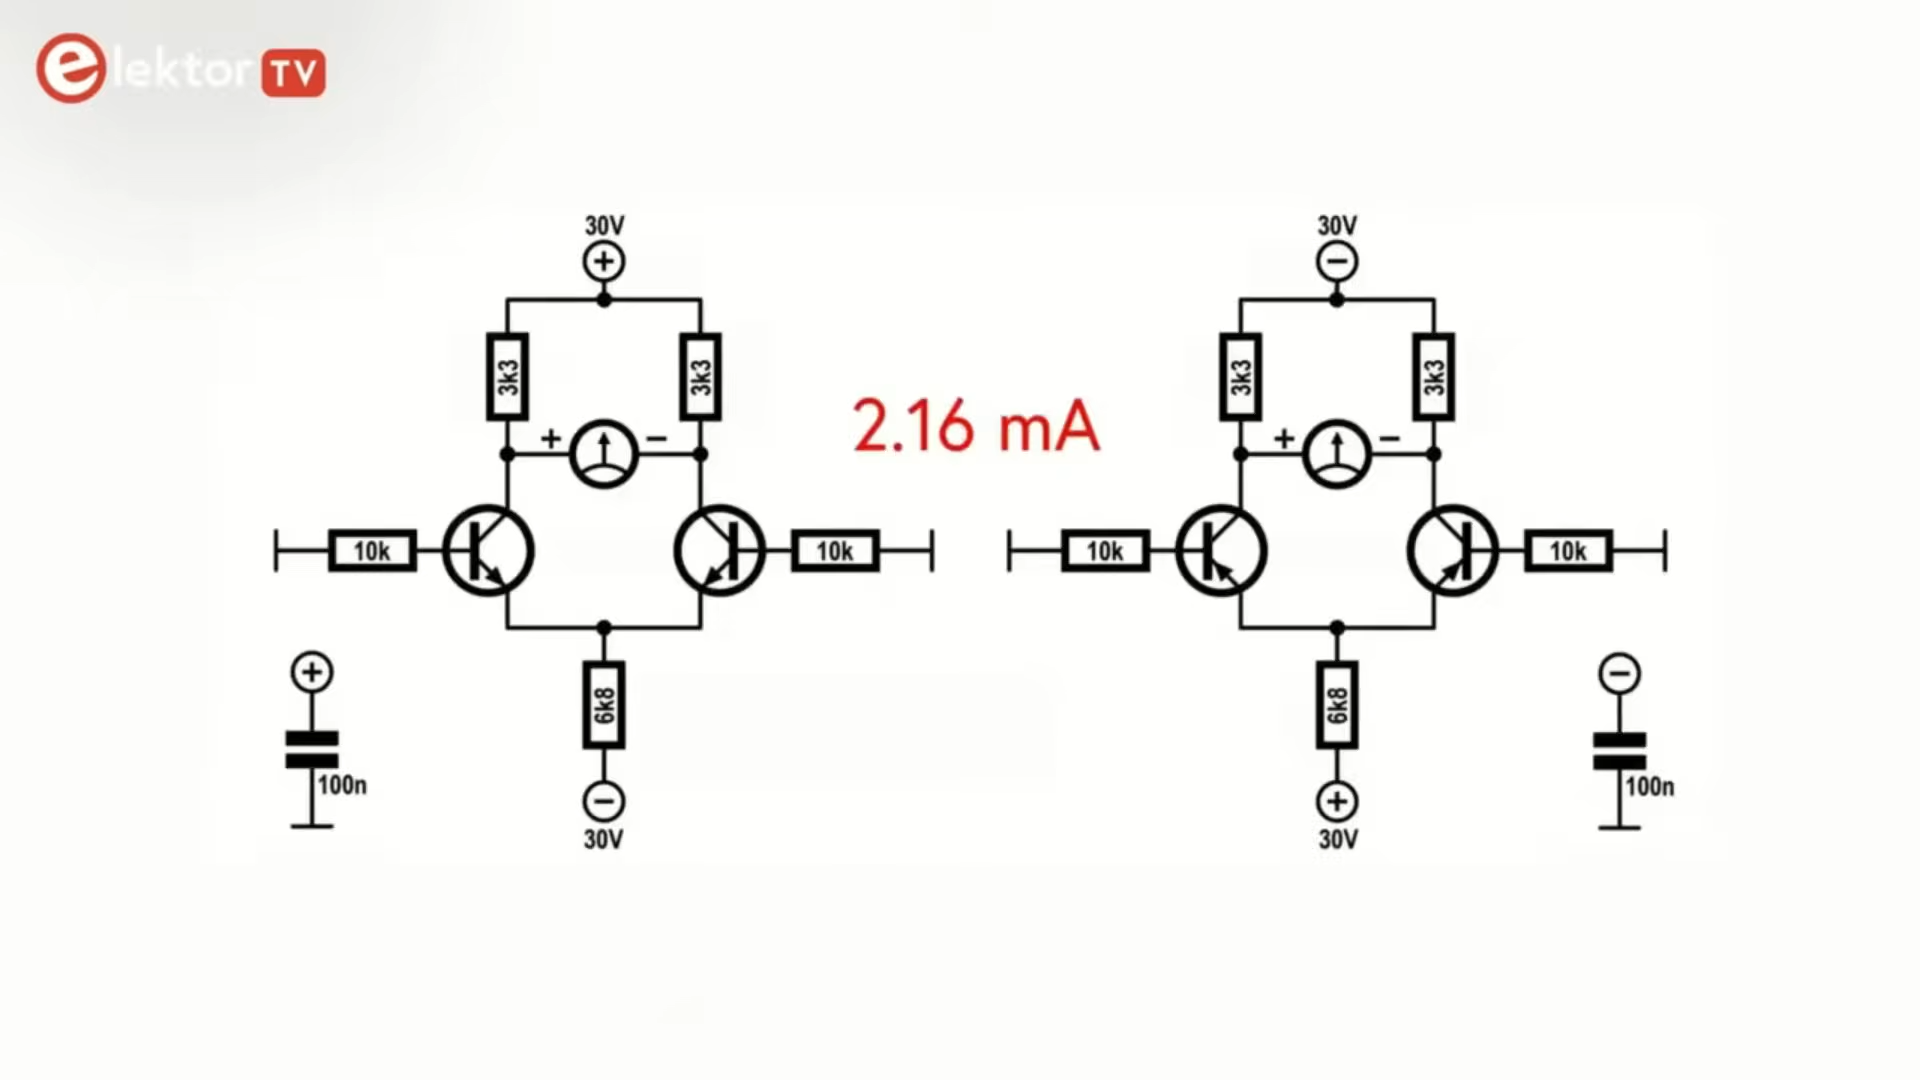 elektor TV
30V
30V
3k3
3k3
3k3
3k3
2.16 mA
+
−
+
−
10k
10k
10k
10k
6k8
6k8
100n
100n
30V
30V